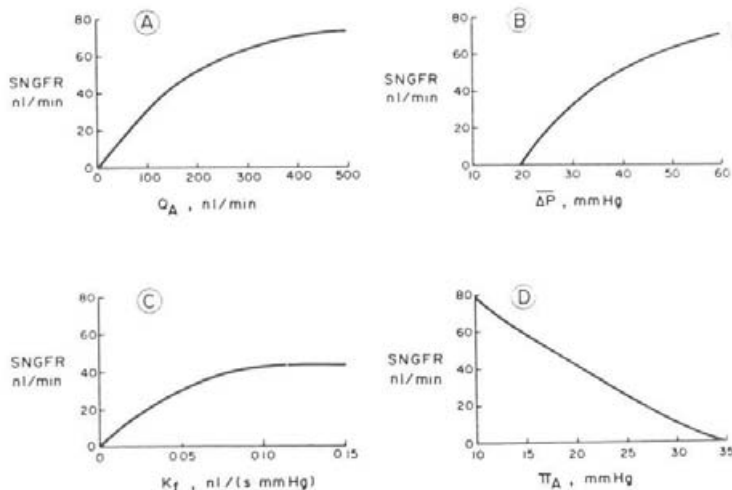 A
80
60
SNGFR
nl/min
40
20
0
0 100 200 300 400 500
Q_A , nl/min
B
80
60
SNGFR
nl/min
40
20
0
10 20 30 40 50 60
ΔP̅ , mmHg
C
80
60
SNGFR
nl/min
40
20
0
0 0.05 0.10 0.15
K_f , nl/(s mmHg)
D
80
60
SNGFR
nl/min
40
20
0
10 15 20 25 30 35
π_A , mmHg